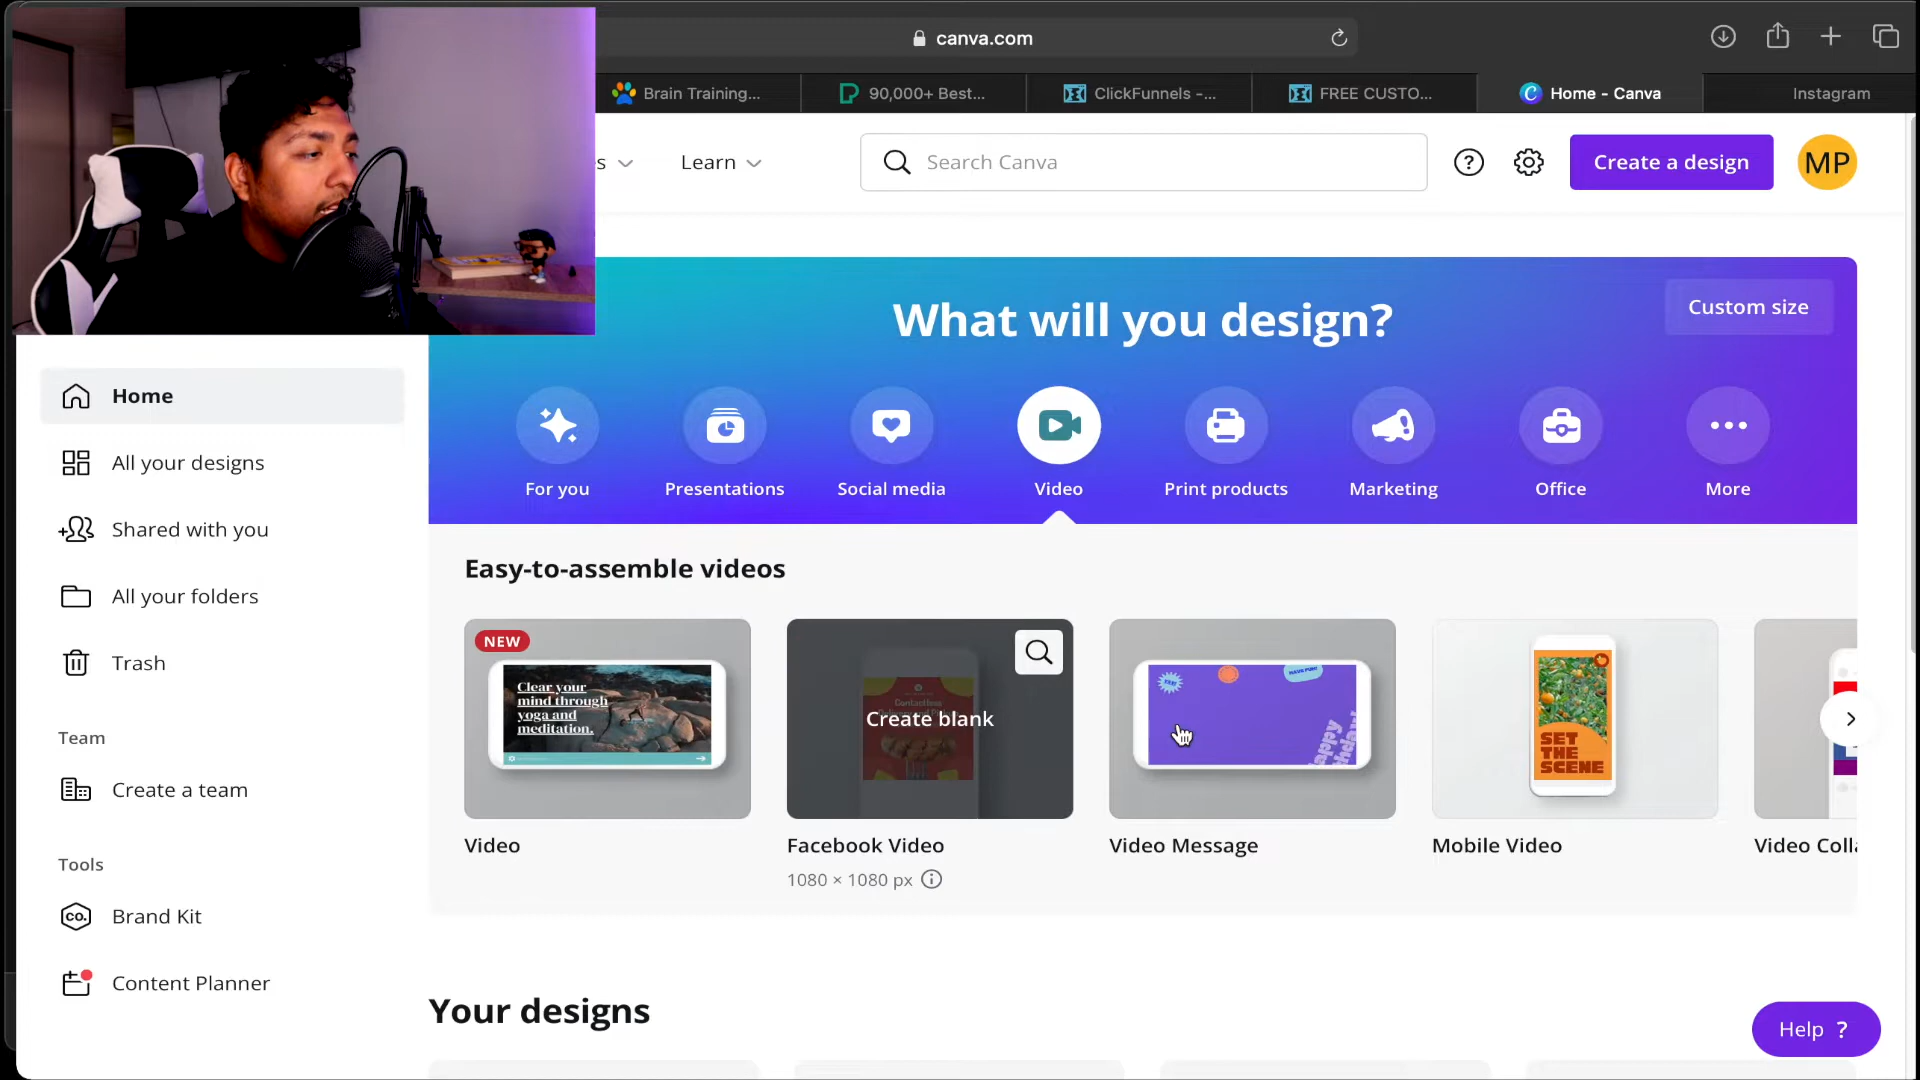 canva.com
Brain Training...
90,000+ Best...
ClickFunnels -...
FREE CUSTO...
Home - Canva
Instagram
s
Learn
Search Canva
?
Create a design
MP
What will you design?
Custom size
For you
Presentations
Social media
Video
Print products
Marketing
Office
More
Home
All your designs
Shared with you
All your folders
Trash
Team
Create a team
Tools
CO.
Brand Kit
Content Planner
Easy-to-assemble videos
NEW
Clear your
mind through
yoga and
meditation.
Create blank
SET
THE
SCENE
Video
Facebook Video
Video Message
Mobile Video
Video Coll
1080 × 1080 px
Your designs
Help ?